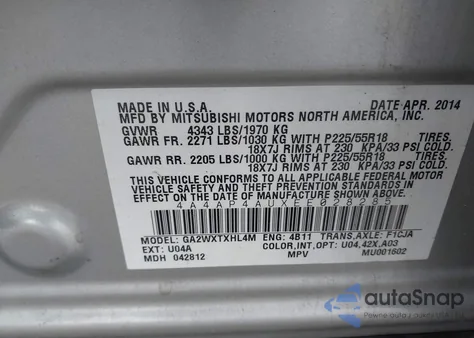 MADE IN U.S.A. DATE APR. 2014
MFD BY MITSUBISHI MOTORS NORTH AMERICA, INC.
GVWR 4343 LBS/1970 KG
GAWR FR. 2271 LBS/1030 KG WITH P225/55R18 TIRES,
18X7J RIMS AT 230 KPA/33 PSI COLD.
GAWR RR. 2205 LBS/1000 KG WITH P225/55R18 TIRES,
18X7J RIMS AT 230 KPA/33 PSI COLD.
THIS VEHICLE CONFORMS TO ALL APPLICABLE FEDERAL MOTOR
VEHICLE SAFETY AND THEFT PREVENTION STANDARDS IN
EFFECT ON THE DATE OF MANUFACTURE SHOWN ABOVE.
4A4AP4AUXEE028285
MODEL: GA2WXTXHL4M ENG: 4B11 TRANS,AXLE: F1CJA
EXT: U04A COLOR,INT,OPT: U04,42X,A03
MDH 042812 MPV MU001602
autoSnap
POWERED BY CARFAST